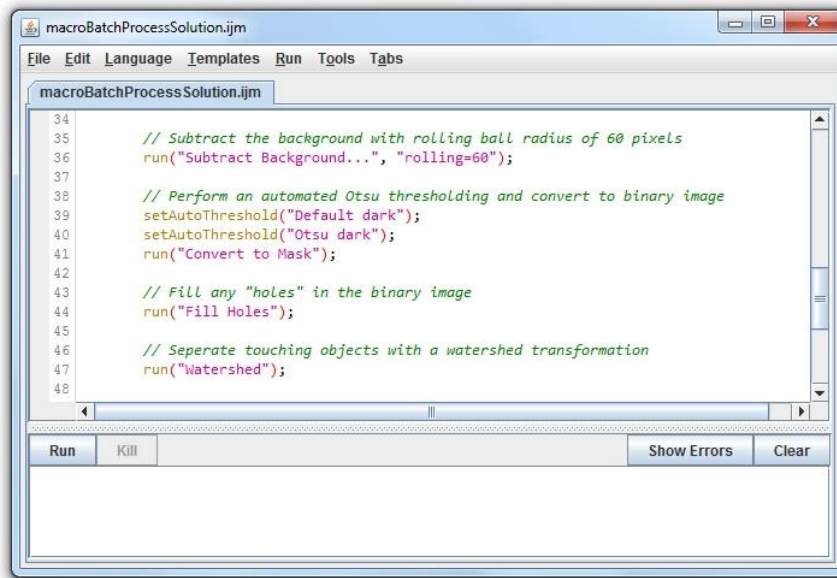 macroBatchProcessSolution.ijm
File Edit Language Templates Run Tools Tabs
macroBatchProcessSolution.ijm
34
35 // Subtract the background with rolling ball radius of 60 pixels
36 run("Subtract Background...", "rolling=60");
37
38 // Perform an automated Otsu thresholding and convert to binary image
39 setAutoThreshold("Default dark");
40 setAutoThreshold("Otsu dark");
41 run("Convert to Mask");
42
43 // Fill any "holes" in the binary image
44 run("Fill Holes");
45
46 // Seperate touching objects with a watershed transformation
47 run("Watershed");
48
Run Kill Show Errors Clear